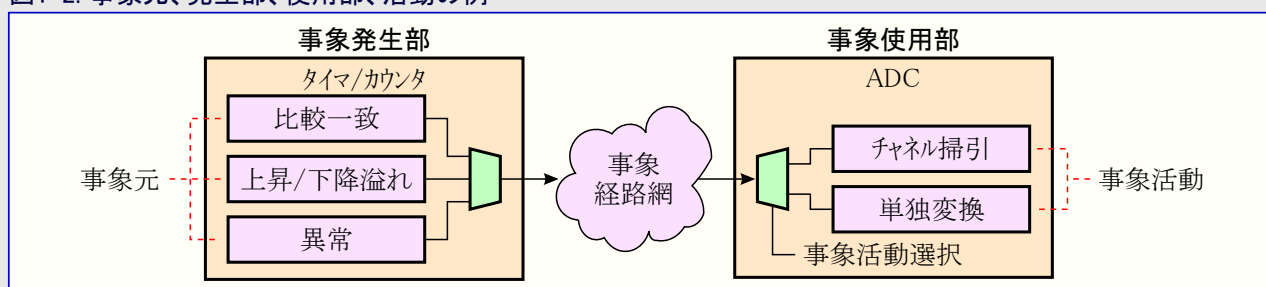 事象発生部
事象使用部
タイマ/カウンタ
ADC
比較一致
上昇/下降溢れ
異常
事象元
事象
経路網
チャネル掃引
単独変換
事象活動
事象活動選択